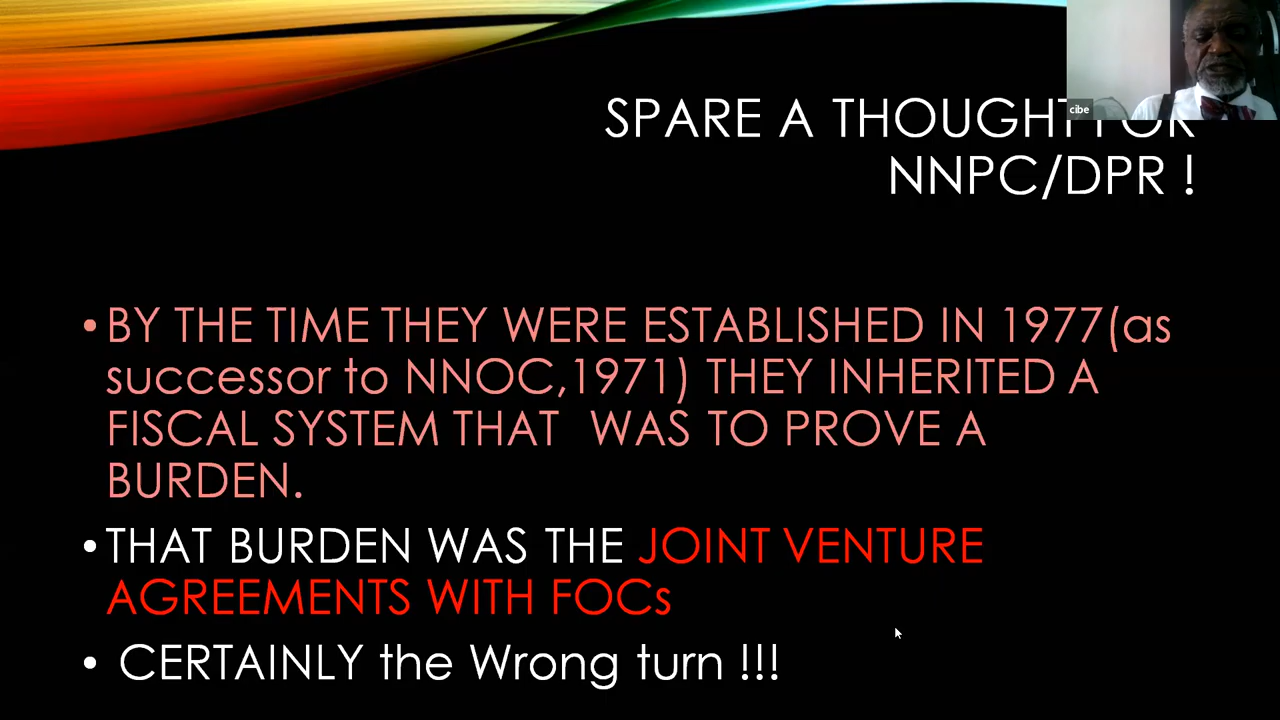 cibe
SPARE A THOUGHT FOR
NNPC/DPR !
•BY THE TIME THEY WERE ESTABLISHED IN 1977(as
successor to NNOC,1971) THEY INHERITED A
FISCAL SYSTEM THAT WAS TO PROVE A
BURDEN.
•THAT BURDEN WAS THE JOINT VENTURE
AGREEMENTS WITH FOCs
• CERTAINLY the Wrong turn !!!